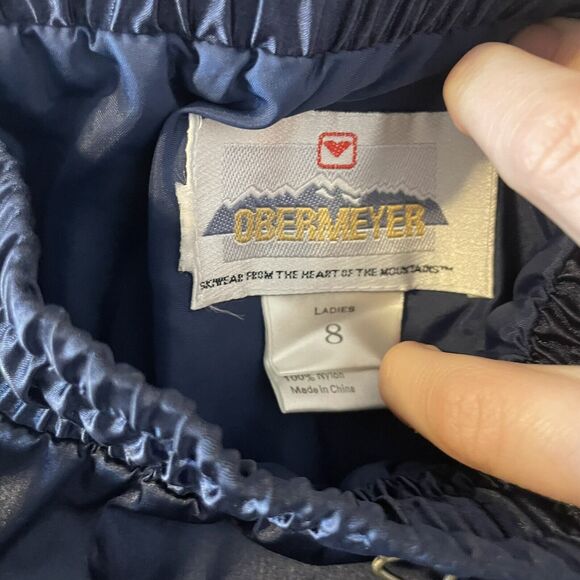 OBERMEYER
SKIWEAR FROM THE HEART OF THE MOUNTAINS™
LADIES
8
100% Nylon
Made in China